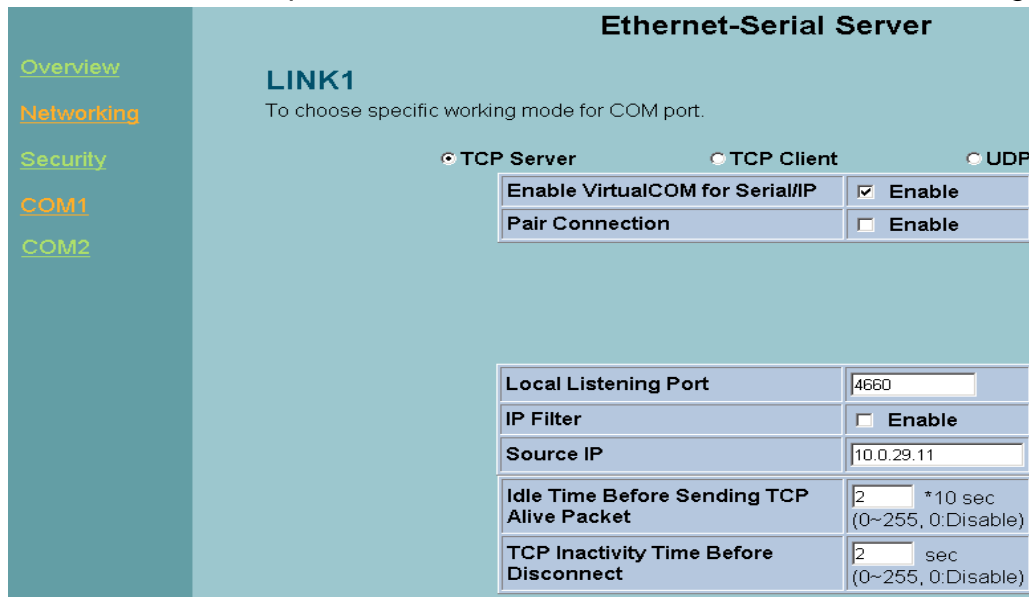 Ethernet-Serial Server
Overview
Networking
Security
COM1
COM2
LINK1
To choose specific working mode for COM port.
TCP Server TCP Client UDP
Enable VirtualCOM for Serial/IP Enable
Pair Connection Enable
Local Listening Port 4660
IP Filter Enable
Source IP 10.0.29.11
Idle Time Before Sending TCP
Alive Packet
2 *10 sec
(0~255, 0:Disable)
TCP Inactivity Time Before
Disconnect
2 sec
(0~255, 0:Disable)